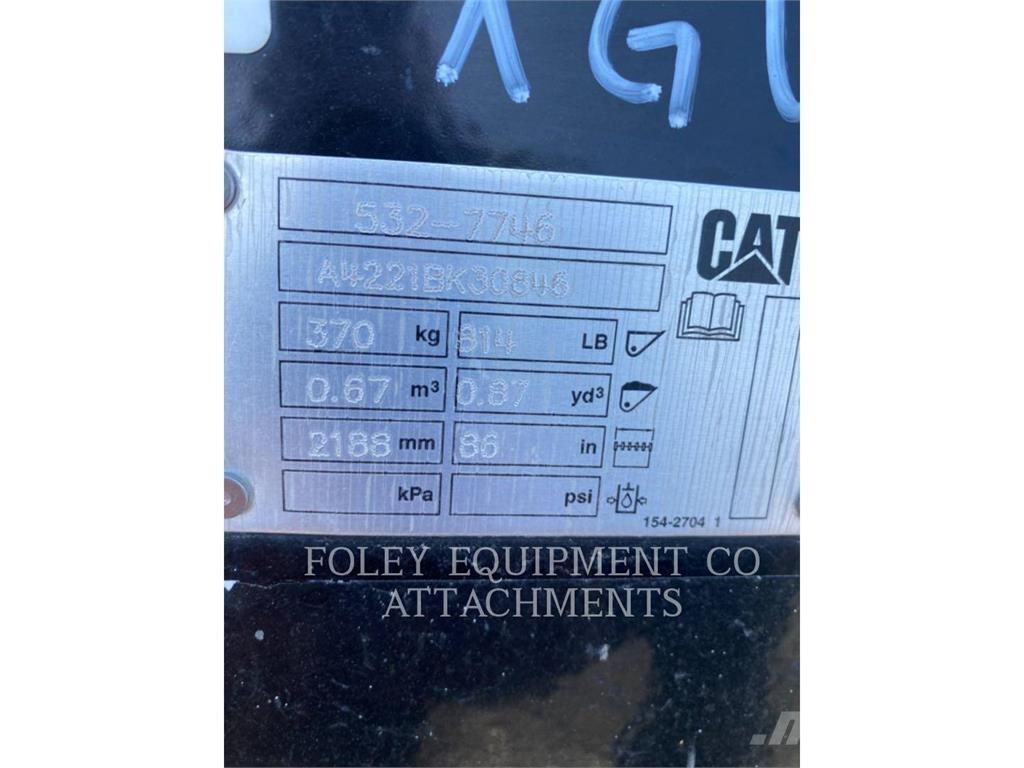 XG
532-7746
CAT
A4221BK30846
370 kg 814 LB
0.67 m³ 0.87 yd³
2188 mm 86 in
kPa psi
154-2704 1
FOLEY EQUIPMENT CO
ATTACHMENTS